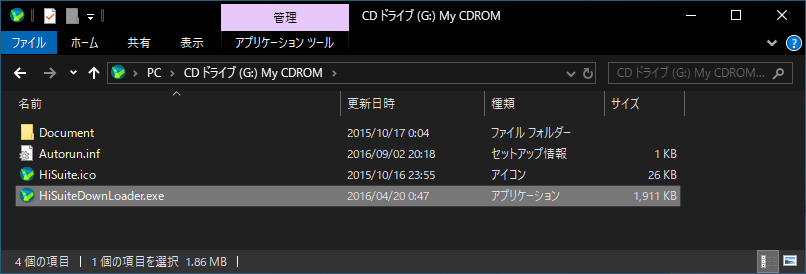 管理 CD ドライブ (G:) My CDROM
ファイル ホーム 共有 表示 アプリケーション ツール
PC CD ドライブ (G:) My CDROM CD ドライブ (G:) My CDROM...
名前 更新日時 種類 サイズ
Document 2015/10/17 0:04 ファイル フォルダー
Autorun.inf 2016/09/02 20:18 セットアップ情報 1 KB
HiSuite.ico 2015/10/16 23:55 アイコン 26 KB
HiSuiteDownLoader.exe 2016/04/20 0:47 アプリケーション 1,911 KB
4 個の項目 1 個の項目を選択 1.86 MB